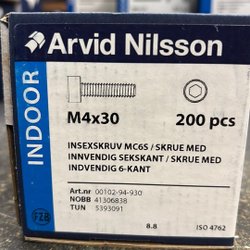 Arvid Nilsson
INDOOR
M4x30 200 pcs
INSEXSKRUV MC6S / SKRUE MED
INNVENDIG SEKSKANT / SKRUE MED
INDVENDIG 6-KANT
Art.nr 00102-94-930
NOBB 41306838
TUN 5393091
FZB
8.8 ISO 4762